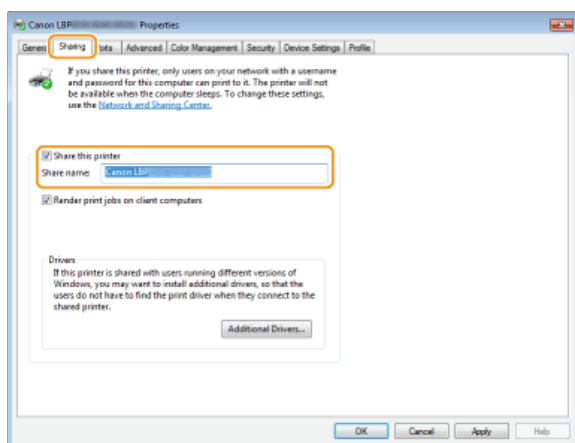 Canon LBP Properties
General Sharing Ports Advanced Color Management Security Device Settings Profile
If you share this printer, only users on your network with a username
and password for this computer can print to it. The printer will not
be available when the computer sleeps. To change these settings,
use the Network and Sharing Center.
Share this printer
Share name: Canon LBP
Render print jobs on client computers
Drivers
If this printer is shared with users running different versions of
Windows, you may want to install additional drivers, so that the
users do not have to find the print driver when they connect to the
shared printer.
Additional Drivers...
OK Cancel Apply Help